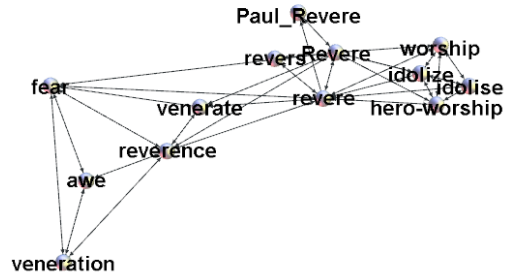 Paul_Revere
revers
Revere
worship
idolize
idolise
fear
venerate
revere
hero-worship
reverence
awe
veneration